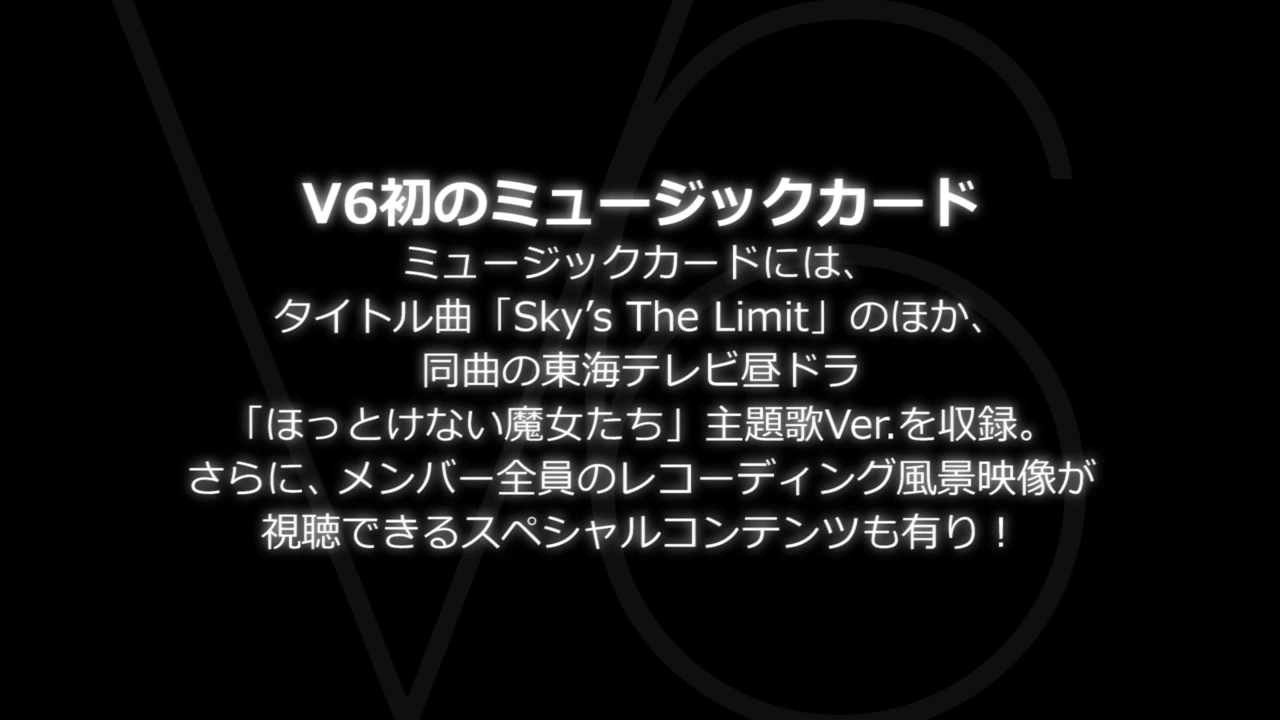 V6初のミュージックカード
ミュージックカードには、
タイトル曲「Sky’s The Limit」のほか、
同曲の東海テレビ昼ドラ
「ほっとけない魔女たち」主題歌Ver.を収録。
さらに、メンバー全員のレコーディング風景映像が
視聴できるスペシャルコンテンツも有り！
V6